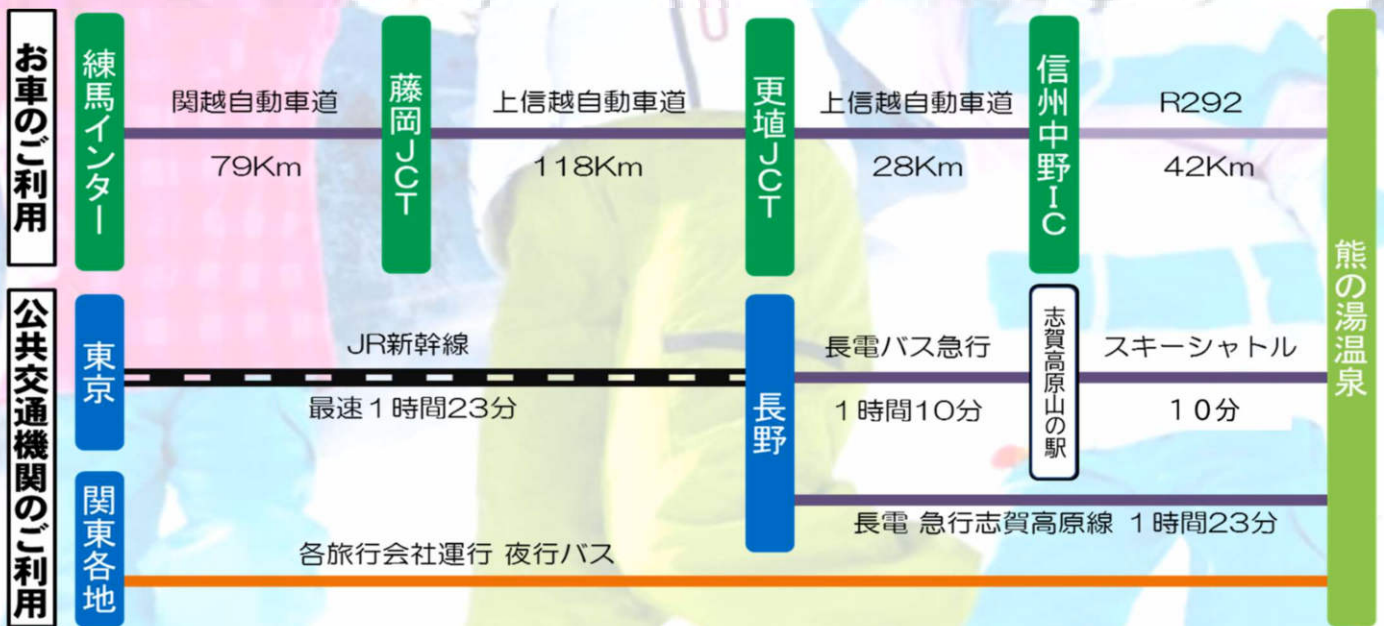 お車のご利用
練馬インター
関越自動車道
79Km
藤岡JCT
上信越自動車道
118Km
更埴JCT
上信越自動車道
28Km
信州中野IC
R292
42Km
熊の湯温泉
公共交通機関のご利用
東京
JR新幹線
最速1時間23分
長野
長電バス急行
1時間10分
志賀高原山の駅
スキーシャトル
10分
長電 急行志賀高原線 1時間23分
関東各地
各旅行会社運行 夜行バス